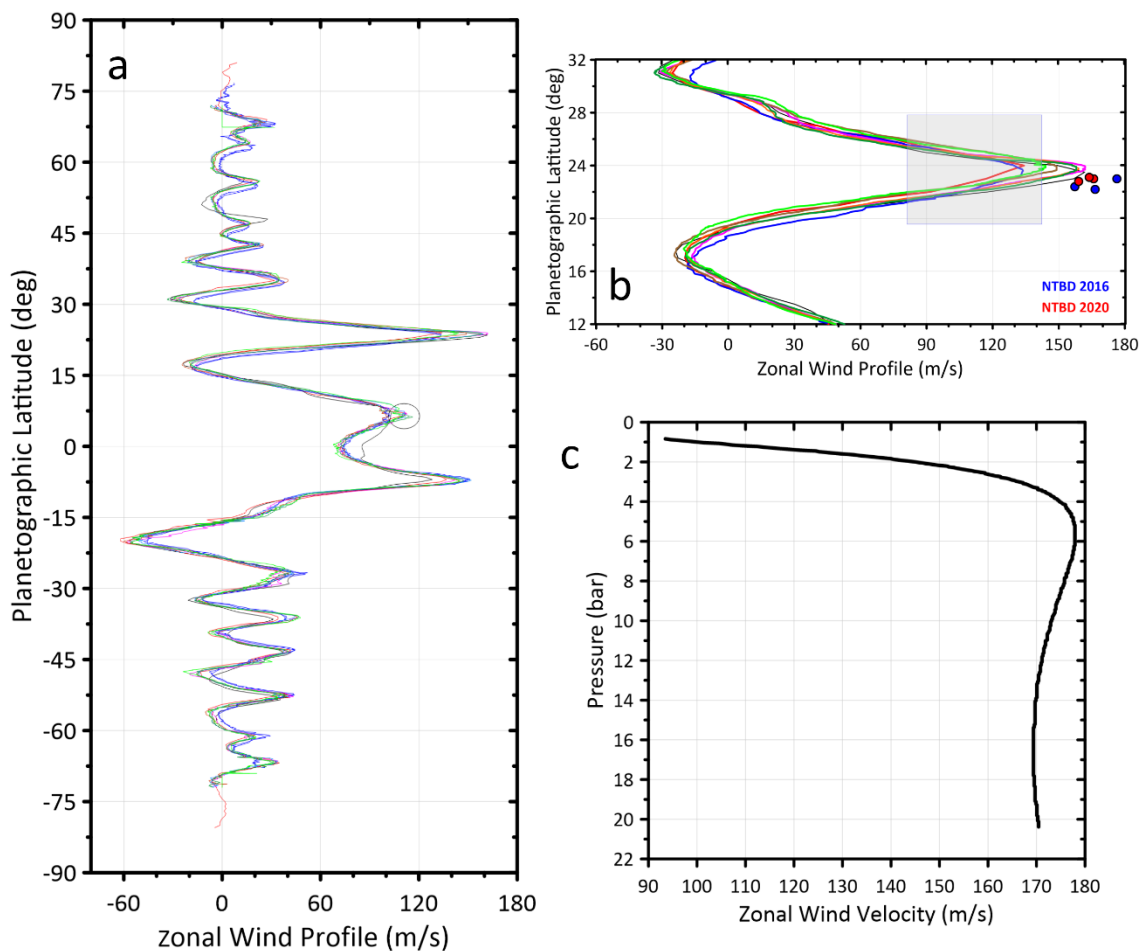 a
90
75
60
45
30
15
0
-15
-30
-45
-60
-75
-90
-60 0 60 120 180
Planetographic Latitude (deg)
Zonal Wind Profile (m/s)
b
32
28
24
20
16
12
-60 -30 0 30 60 90 120 150 180
Planetographic Latitude (deg)
NTBD 2016
NTBD 2020
Zonal Wind Profile (m/s)
c
0
2
4
6
8
10
12
14
16
18
20
22
90 100 110 120 130 140 150 160 170 180
Pressure (bar)
Zonal Wind Velocity (m/s)